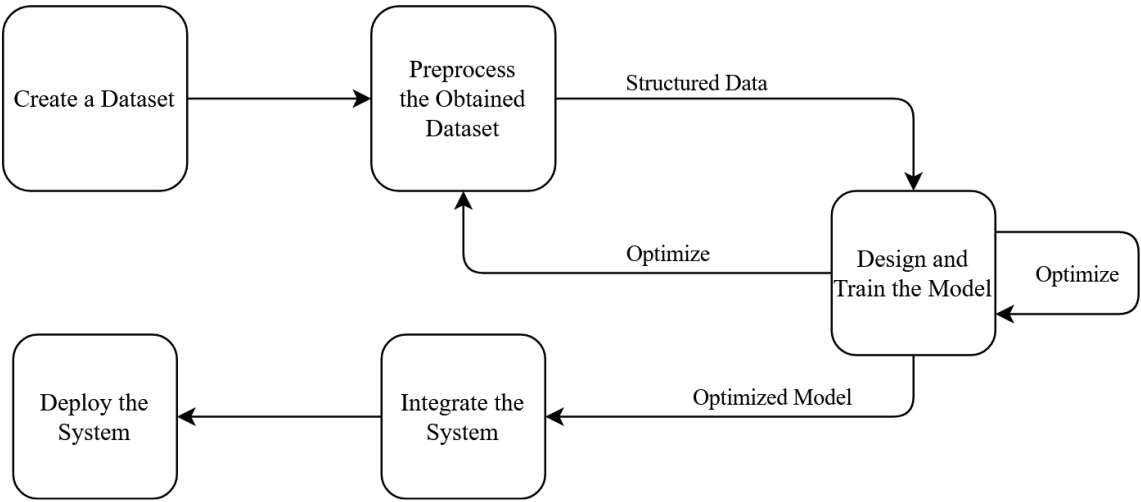 Create a Dataset
Preprocess
the Obtained
Dataset
Structured Data
Design and
Train the Model
Optimize
Optimize
Optimized Model
Integrate the
System
Deploy the
System